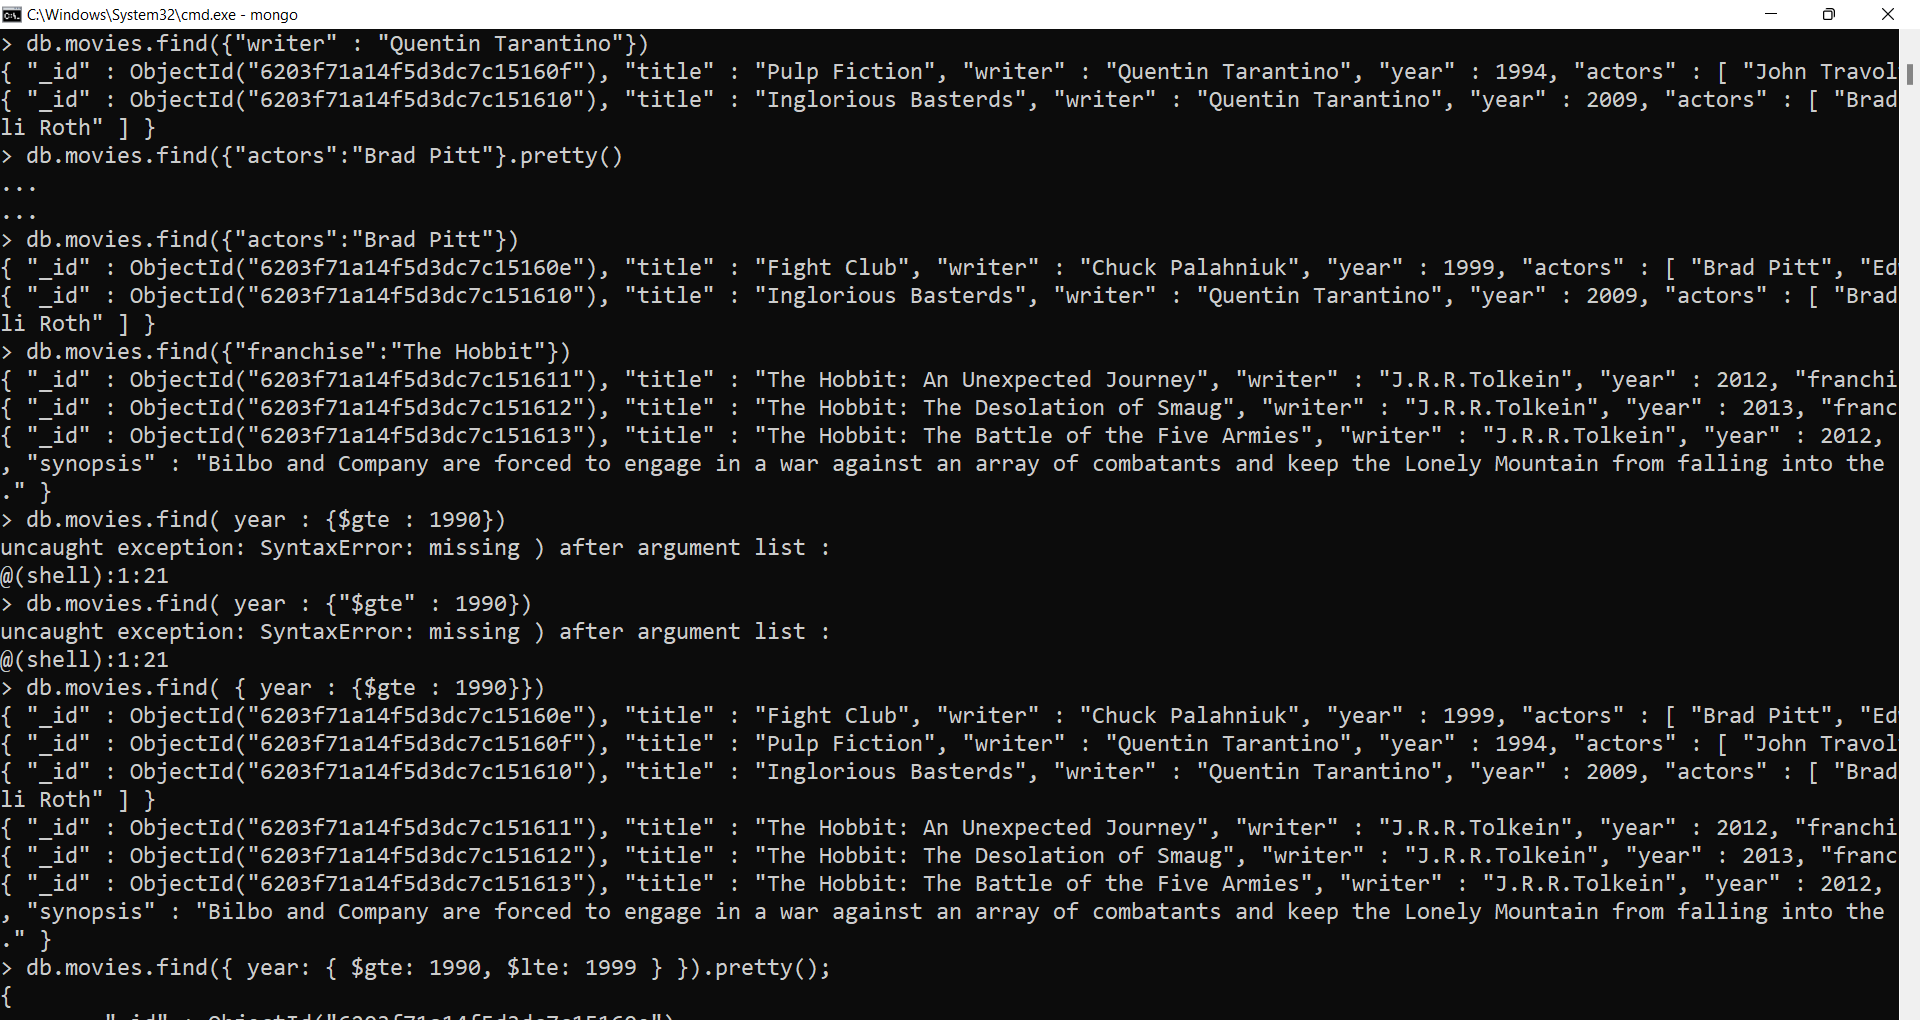 C:\Windows\System32\cmd.exe - mongo
> db.movies.find({"writer" : "Quentin Tarantino"})
{ "_id" : ObjectId("6203f71a14f5d3dc7c15160f"), "title" : "Pulp Fiction", "writer" : "Quentin Tarantino", "year" : 1994, "actors" : [ "John Travol
{ "_id" : ObjectId("6203f71a14f5d3dc7c151610"), "title" : "Inglorious Basterds", "writer" : "Quentin Tarantino", "year" : 2009, "actors" : [ "Brad
li Roth" ] }
> db.movies.find({"actors":"Brad Pitt"}.pretty()
...
...
> db.movies.find({"actors":"Brad Pitt"})
{ "_id" : ObjectId("6203f71a14f5d3dc7c15160e"), "title" : "Fight Club", "writer" : "Chuck Palahniuk", "year" : 1999, "actors" : [ "Brad Pitt", "Ed
{ "_id" : ObjectId("6203f71a14f5d3dc7c151610"), "title" : "Inglorious Basterds", "writer" : "Quentin Tarantino", "year" : 2009, "actors" : [ "Brad
li Roth" ] }
> db.movies.find({"franchise":"The Hobbit"})
{ "_id" : ObjectId("6203f71a14f5d3dc7c151611"), "title" : "The Hobbit: An Unexpected Journey", "writer" : "J.R.R.Tolkein", "year" : 2012, "franchi
{ "_id" : ObjectId("6203f71a14f5d3dc7c151612"), "title" : "The Hobbit: The Desolation of Smaug", "writer" : "J.R.R.Tolkein", "year" : 2013, "franc
{ "_id" : ObjectId("6203f71a14f5d3dc7c151613"), "title" : "The Hobbit: The Battle of the Five Armies", "writer" : "J.R.R.Tolkein", "year" : 2012,
, "synopsis" : "Bilbo and Company are forced to engage in a war against an array of combatants and keep the Lonely Mountain from falling into the
." }
> db.movies.find( year : {$gte : 1990})
uncaught exception: SyntaxError: missing ) after argument list :
@(shell):1:21
> db.movies.find( year : {"$gte" : 1990})
uncaught exception: SyntaxError: missing ) after argument list :
@(shell):1:21
> db.movies.find( { year : {$gte : 1990}})
{ "_id" : ObjectId("6203f71a14f5d3dc7c15160e"), "title" : "Fight Club", "writer" : "Chuck Palahniuk", "year" : 1999, "actors" : [ "Brad Pitt", "Ed
{ "_id" : ObjectId("6203f71a14f5d3dc7c15160f"), "title" : "Pulp Fiction", "writer" : "Quentin Tarantino", "year" : 1994, "actors" : [ "John Travol
{ "_id" : ObjectId("6203f71a14f5d3dc7c151610"), "title" : "Inglorious Basterds", "writer" : "Quentin Tarantino", "year" : 2009, "actors" : [ "Brad
li Roth" ] }
{ "_id" : ObjectId("6203f71a14f5d3dc7c151611"), "title" : "The Hobbit: An Unexpected Journey", "writer" : "J.R.R.Tolkein", "year" : 2012, "franchi
{ "_id" : ObjectId("6203f71a14f5d3dc7c151612"), "title" : "The Hobbit: The Desolation of Smaug", "writer" : "J.R.R.Tolkein", "year" : 2013, "franc
{ "_id" : ObjectId("6203f71a14f5d3dc7c151613"), "title" : "The Hobbit: The Battle of the Five Armies", "writer" : "J.R.R.Tolkein", "year" : 2012,
, "synopsis" : "Bilbo and Company are forced to engage in a war against an array of combatants and keep the Lonely Mountain from falling into the
." }
> db.movies.find({ year: { $gte: 1990, $lte: 1999 } }).pretty();
{